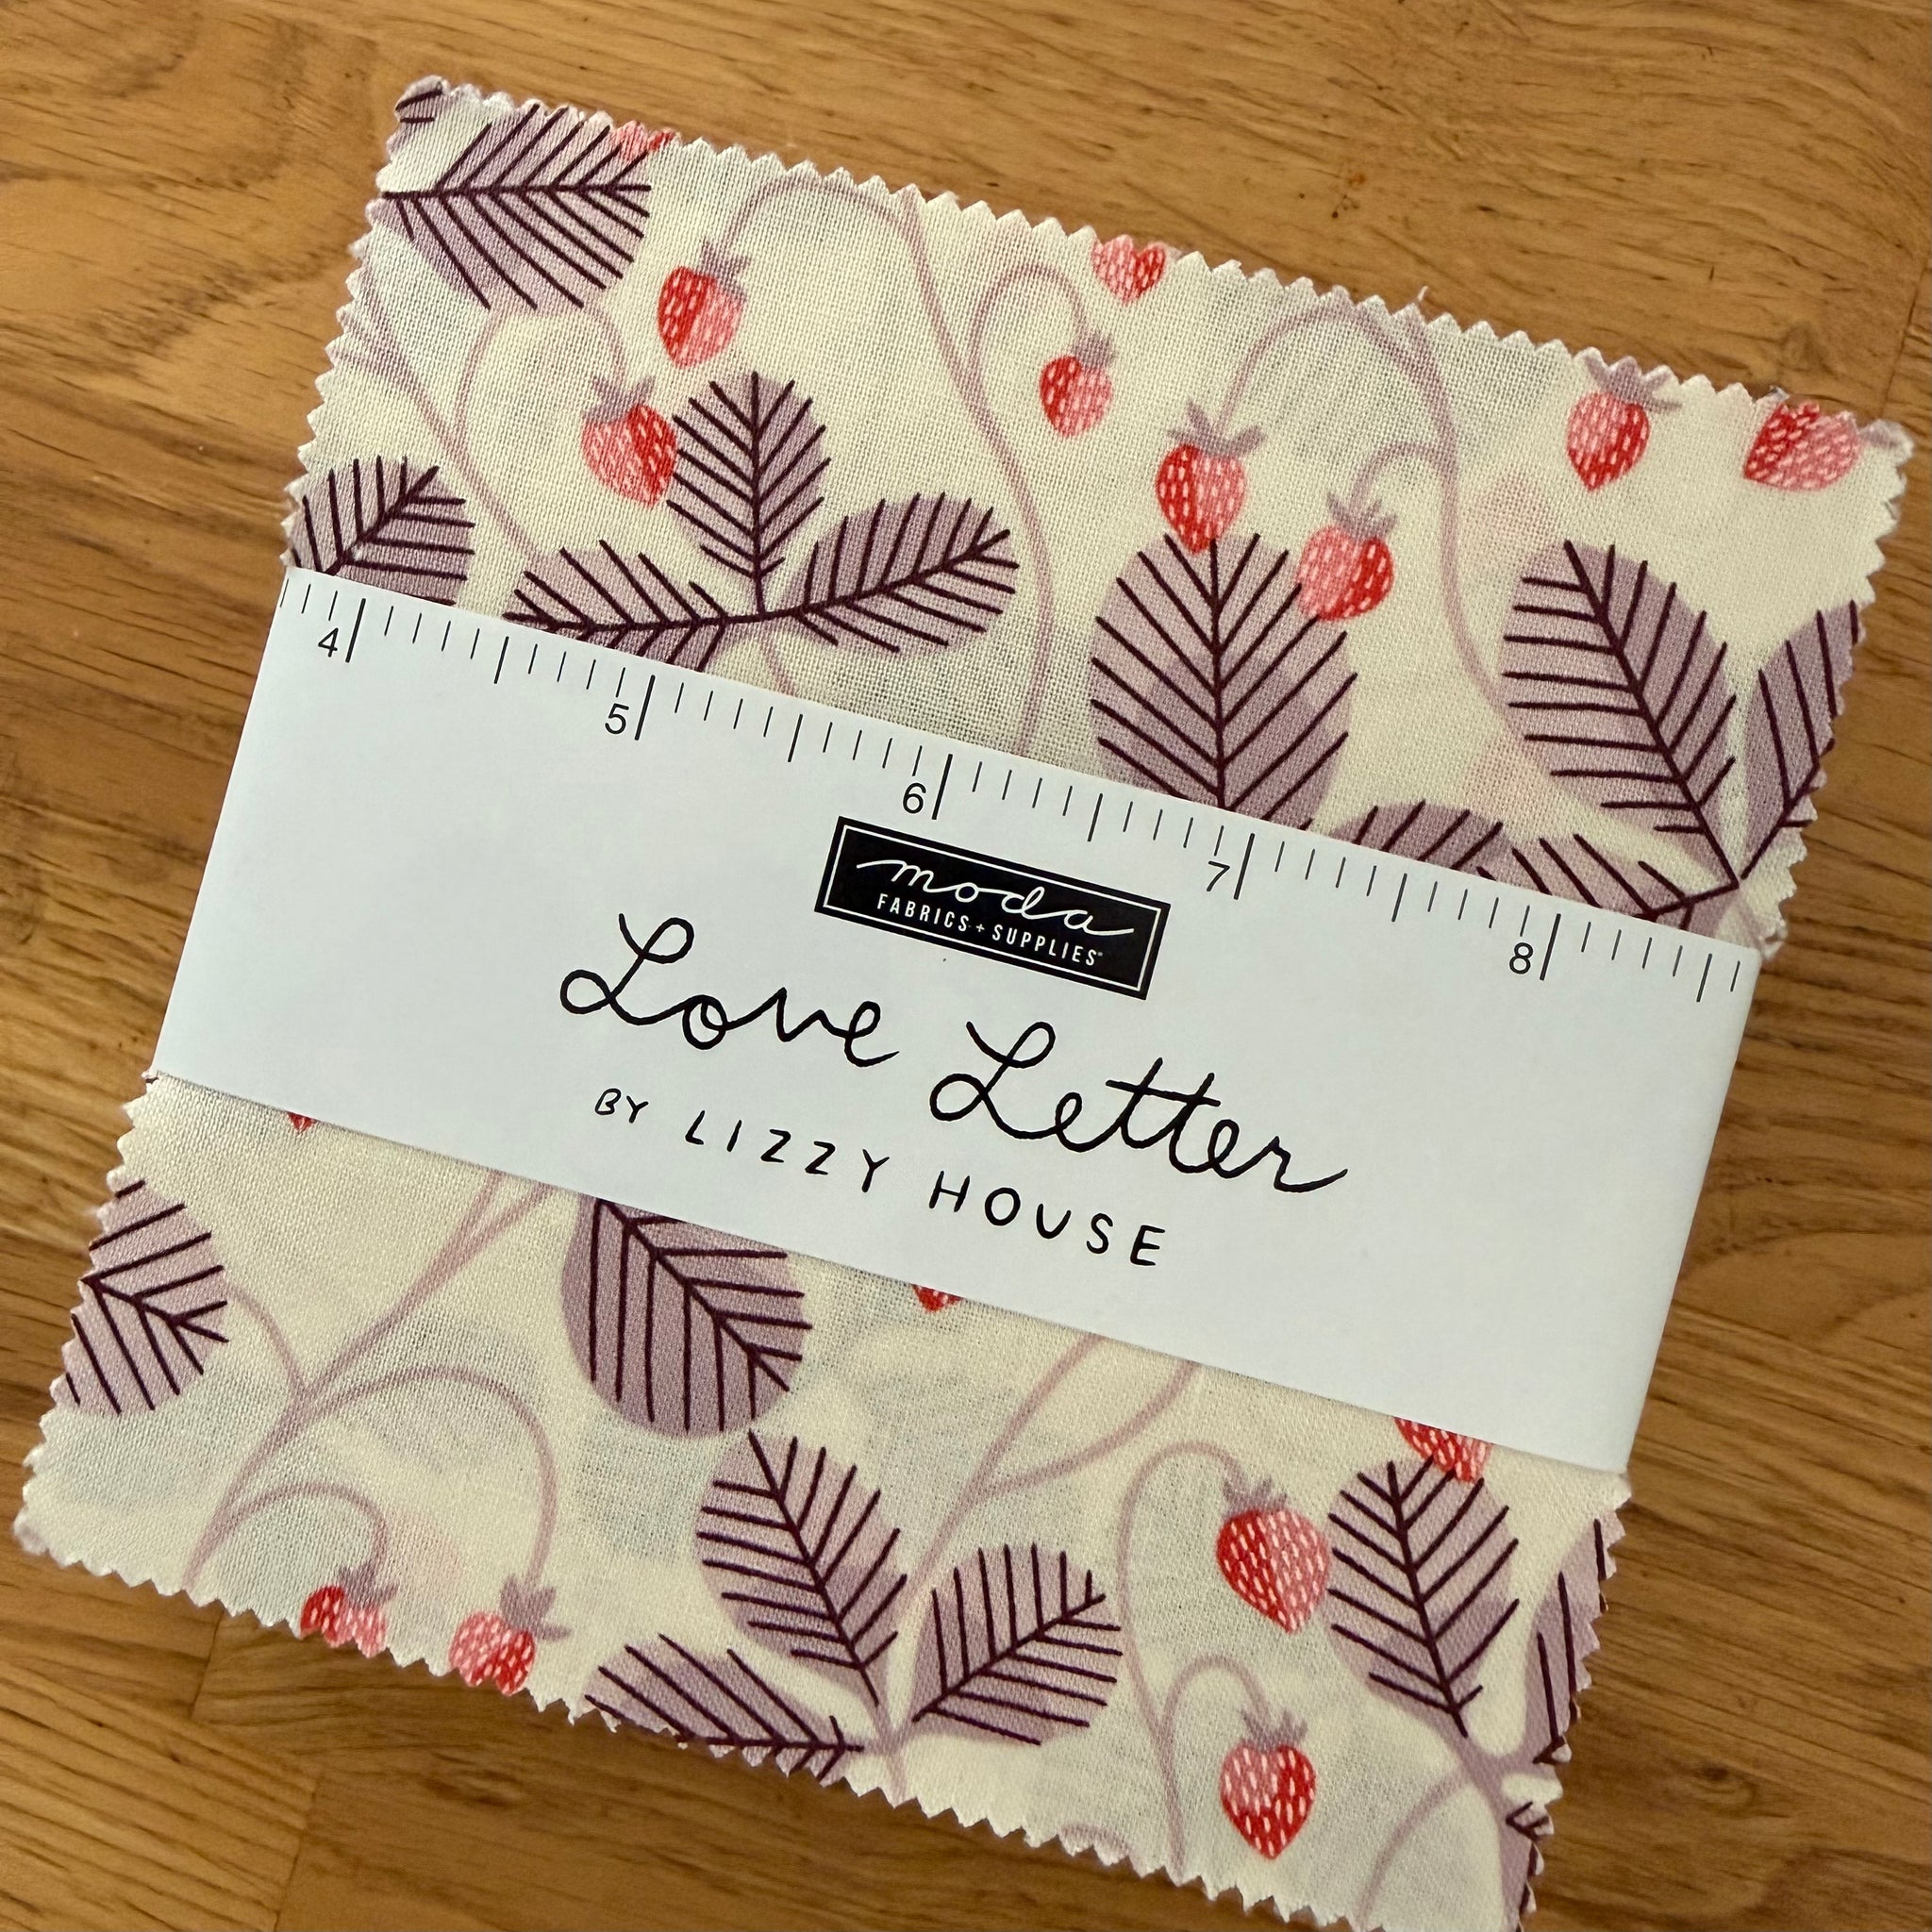 4
5
6
7
8
moda
FABRICS + SUPPLIES
Love Letter
BY LIZZY HOUSE